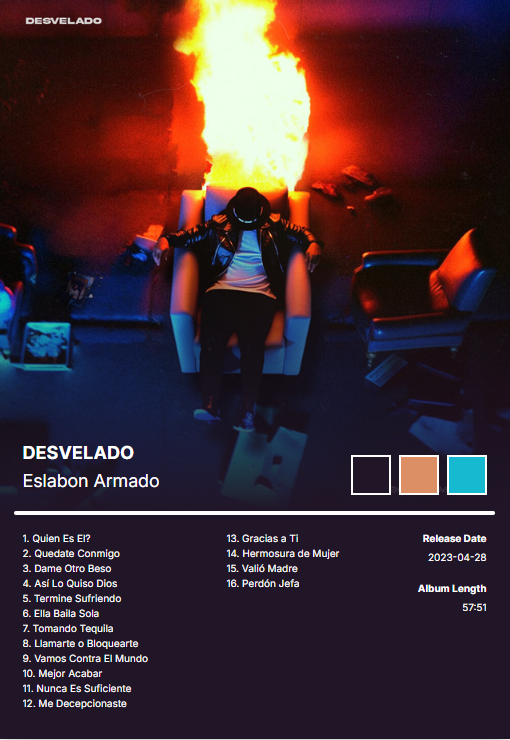 DESVELADO
DESVELADO
Eslabon Armado
1. Quien Es El?
2. Quedate Conmigo
3. Dame Otro Beso
4. Así Lo Quiso Dios
5. Termine Sufriendo
6. Ella Baila Sola
7. Tomando Tequila
8. Llamarte o Bloquearte
9. Vamos Contra El Mundo
10. Mejor Acabar
11. Nunca Es Suficiente
12. Me Decepcionaste
13. Gracias a Ti
14. Hermosura de Mujer
15. Valló Madre
16. Perdón Jefa
Release Date
2023-04-28
Album Length
57:51